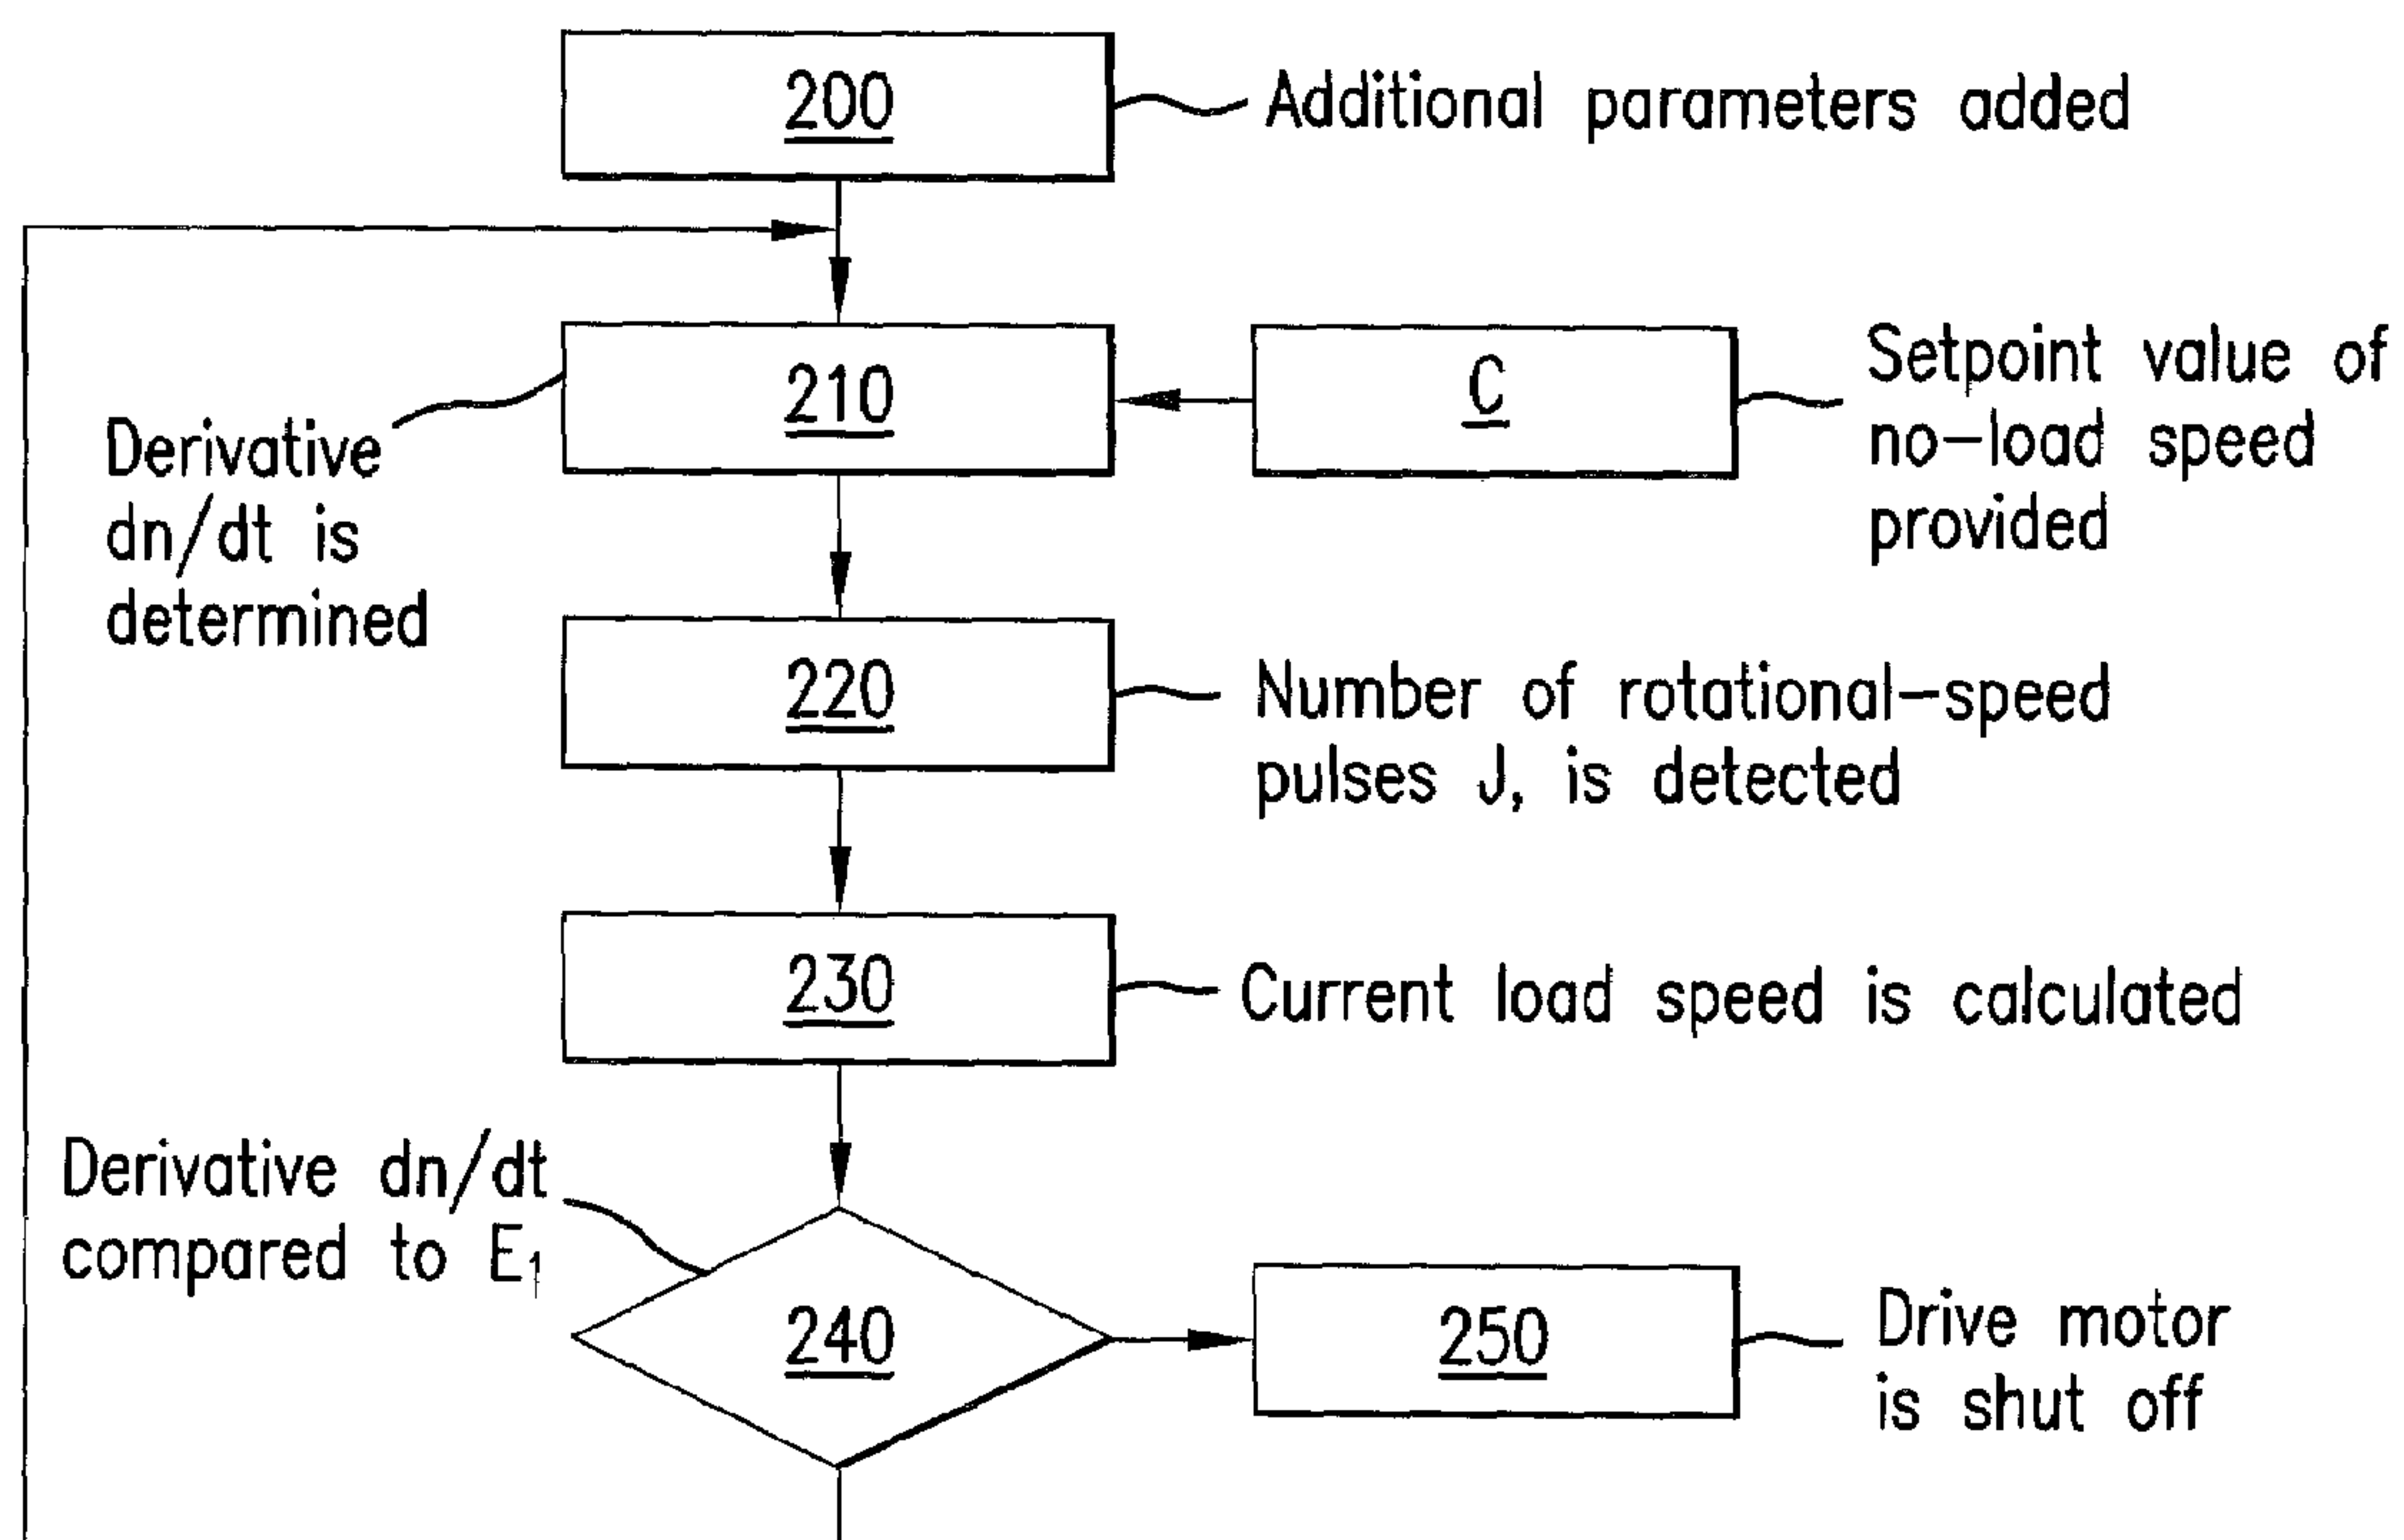 200
Additional parameters added
210
C
Setpoint value of
no-load speed
provided
Derivative
dn/dt is
determined
220
Number of rotational-speed
pulses J, is detected
230
Current load speed is calculated
Derivative dn/dt
compared to E₁
240
250
Drive motor
is shut off